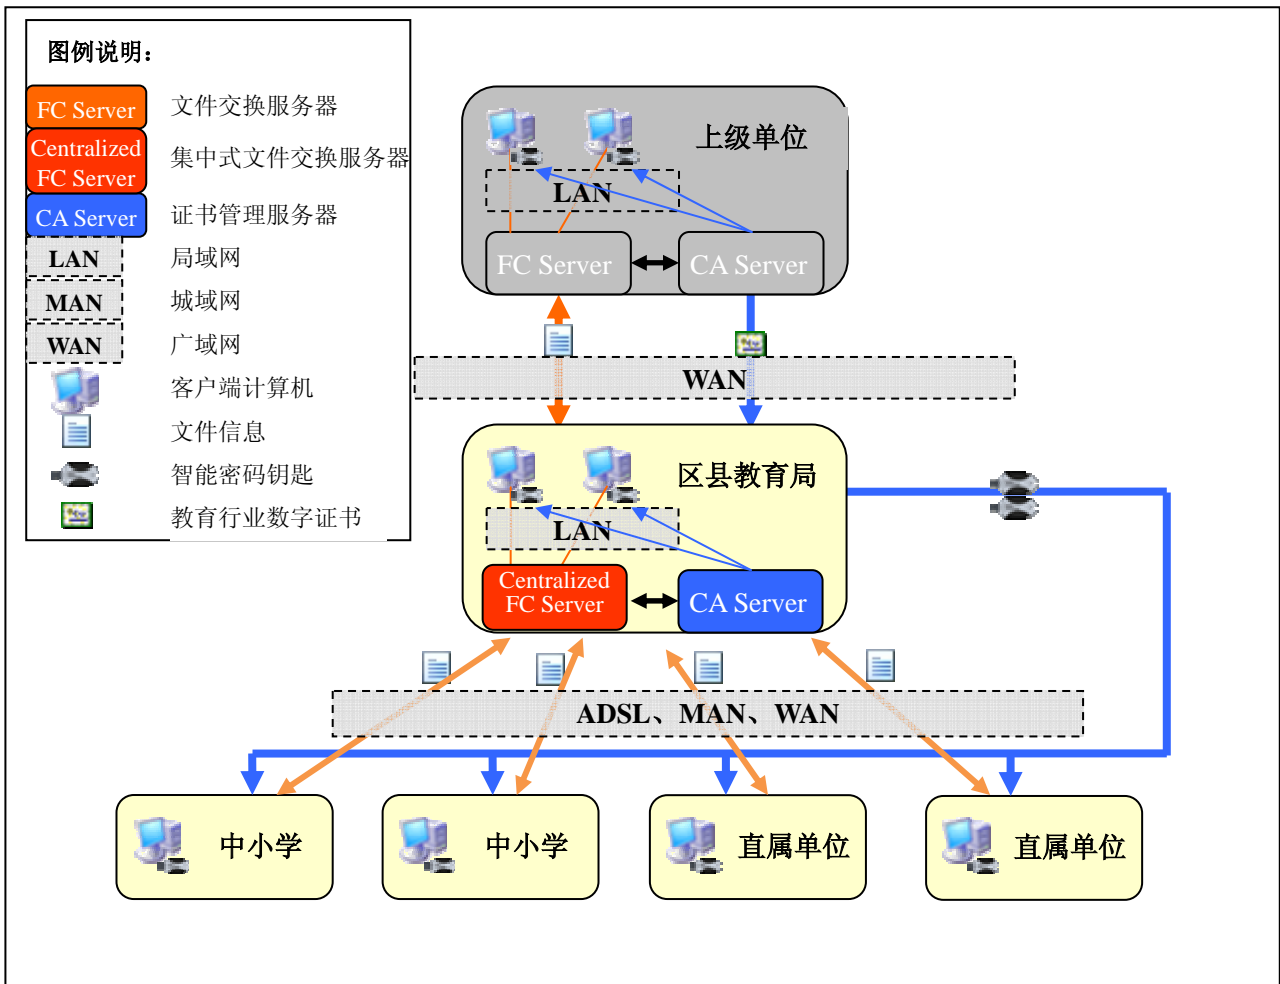 图例说明：
FC Server 文件交换服务器
Centralized
FC Server 集中式文件交换服务器
CA Server 证书管理服务器
LAN 局域网
MAN 城域网
WAN 广域网
客户端计算机
文件信息
智能密码钥匙
教育行业数字证书
上级单位
LAN
FC Server
CA Server
WAN
区县教育局
LAN
Centralized
FC Server
CA Server
ADSL、MAN、WAN
中小学
中小学
直属单位
直属单位